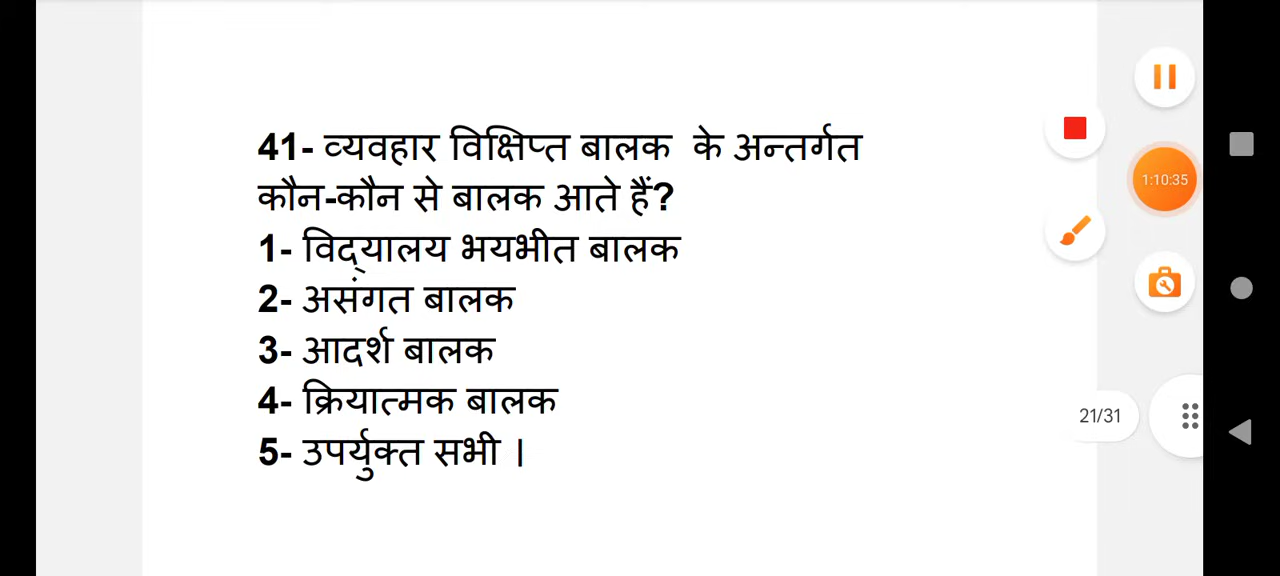 41- व्यवहार विक्षिप्त बालक के अन्तर्गत
कौन-कौन से बालक आते हैं?
1- विद्यालय भयभीत बालक
2- असंगत बालक
3- आदर्श बालक
4- क्रियात्मक बालक
5- उपर्युक्त सभी ।
1:10:35
21/31